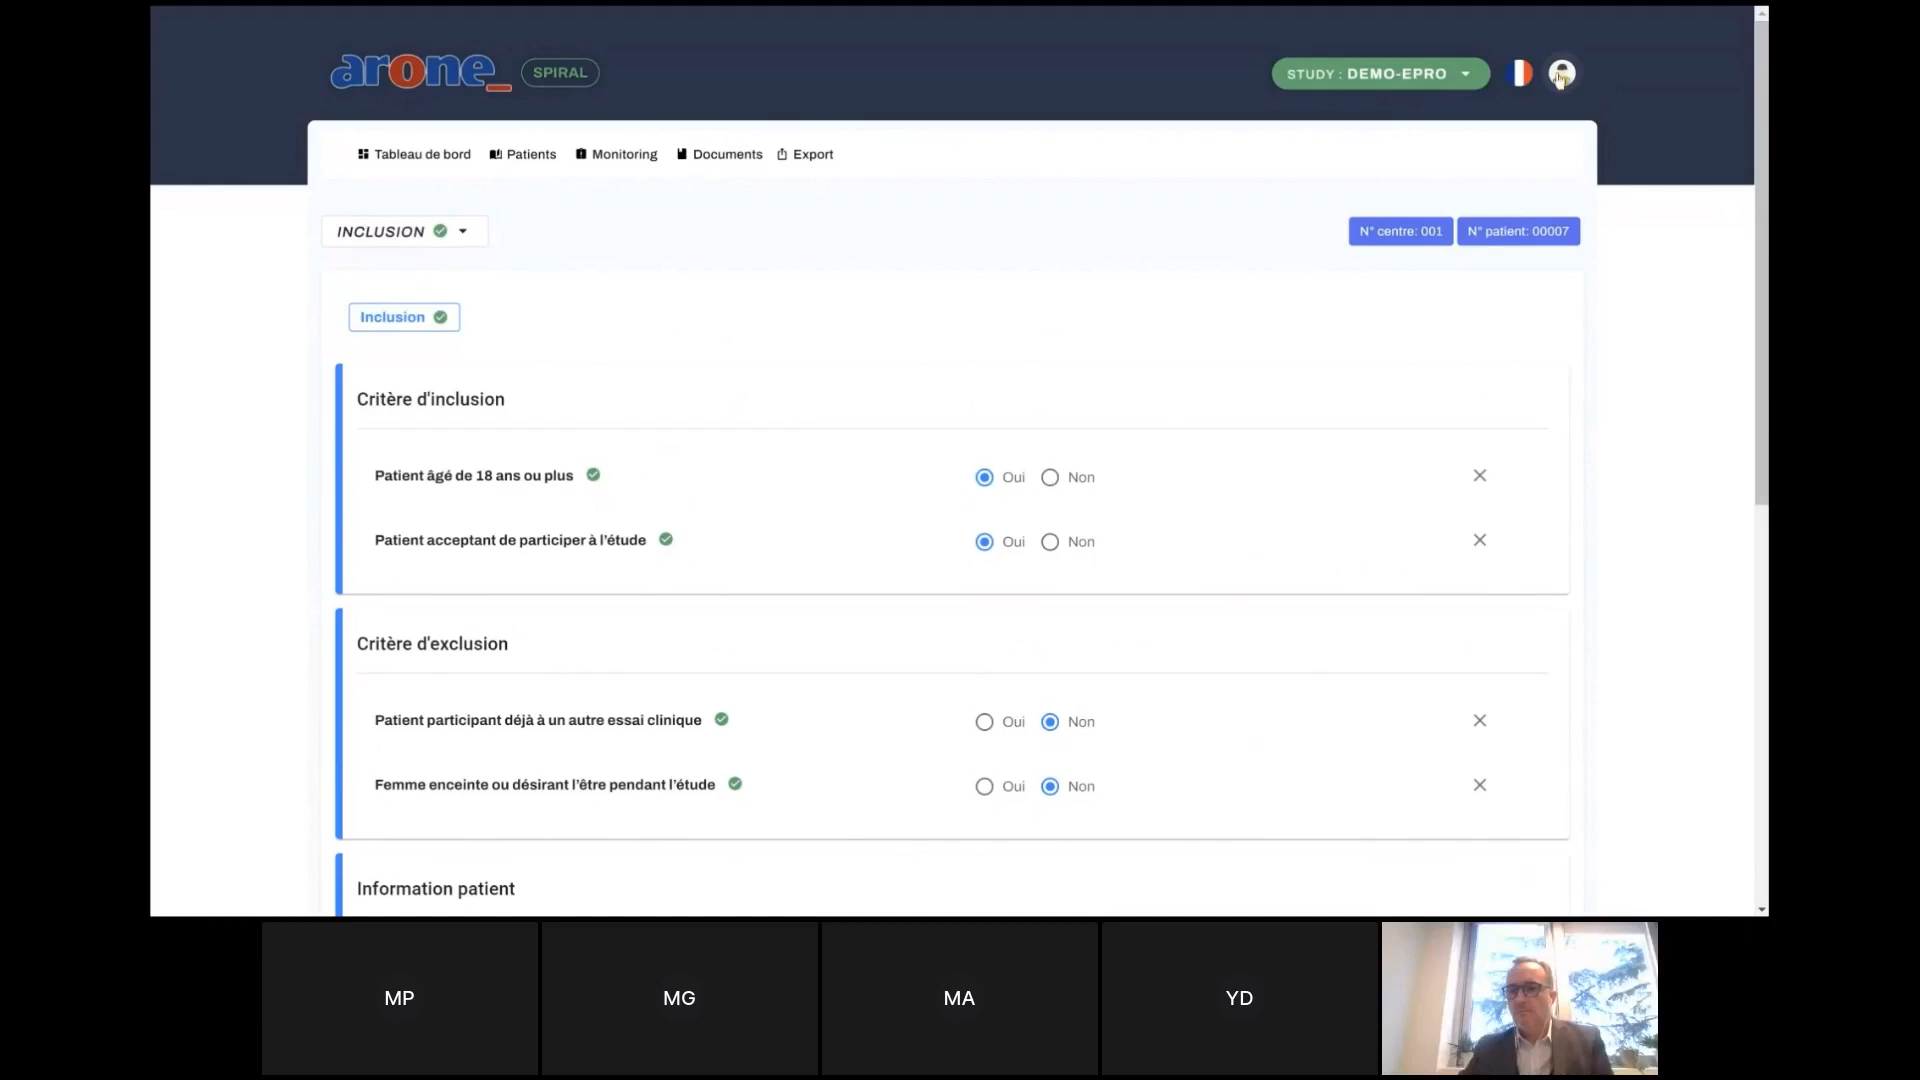 arone_ SPIRAL STUDY : DEMO-EPRO
Tableau de bord Patients Monitoring Documents Export
INCLUSION N° centre: 001 N° patient: 00007
Inclusion
Critère d'inclusion
Patient âgé de 18 ans ou plus Oui Non
Patient acceptant de participer à l’étude Oui Non
Critère d'exclusion
Patient participant déjà à un autre essai clinique Oui Non
Femme enceinte ou désirant l’être pendant l’étude Oui Non
Information patient
MP MG MA YD